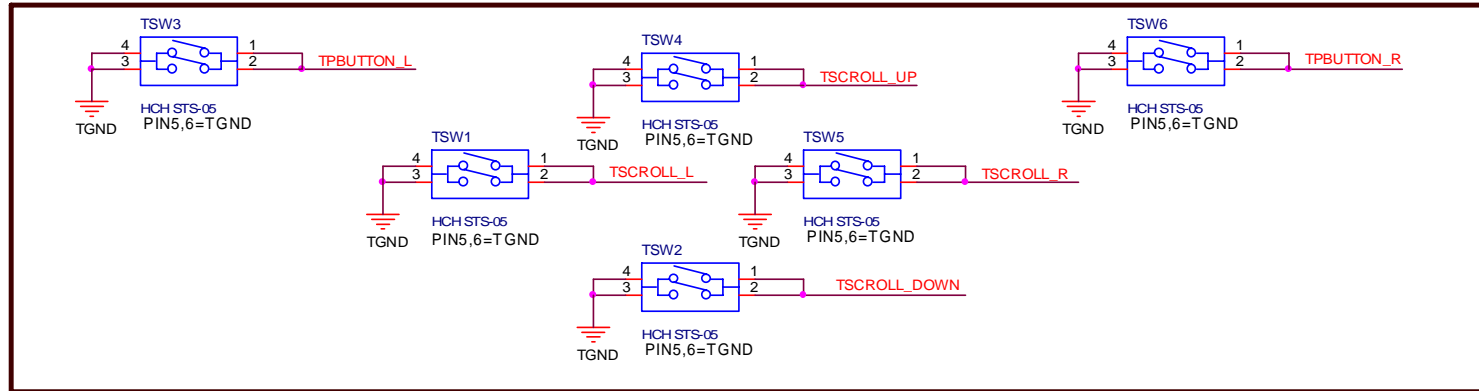 TSW3
4
3
1
2
TPBUTTON_L
TGND
HCH STS-05
PIN5,6=TGND
TSW4
4
3
1
2
TSCROLL_UP
TGND
HCH STS-05
PIN5,6=TGND
TSW6
4
3
1
2
TPBUTTON_R
TGND
HCH STS-05
PIN5,6=TGND
TSW1
4
3
1
2
TSCROLL_L
TGND
HCH STS-05
PIN5,6=TGND
TSW5
4
3
1
2
TSCROLL_R
TGND
HCH STS-05
PIN5,6=TGND
TSW2
4
3
1
2
TSCROLL_DOWN
TGND
HCH STS-05
PIN5,6=TGND